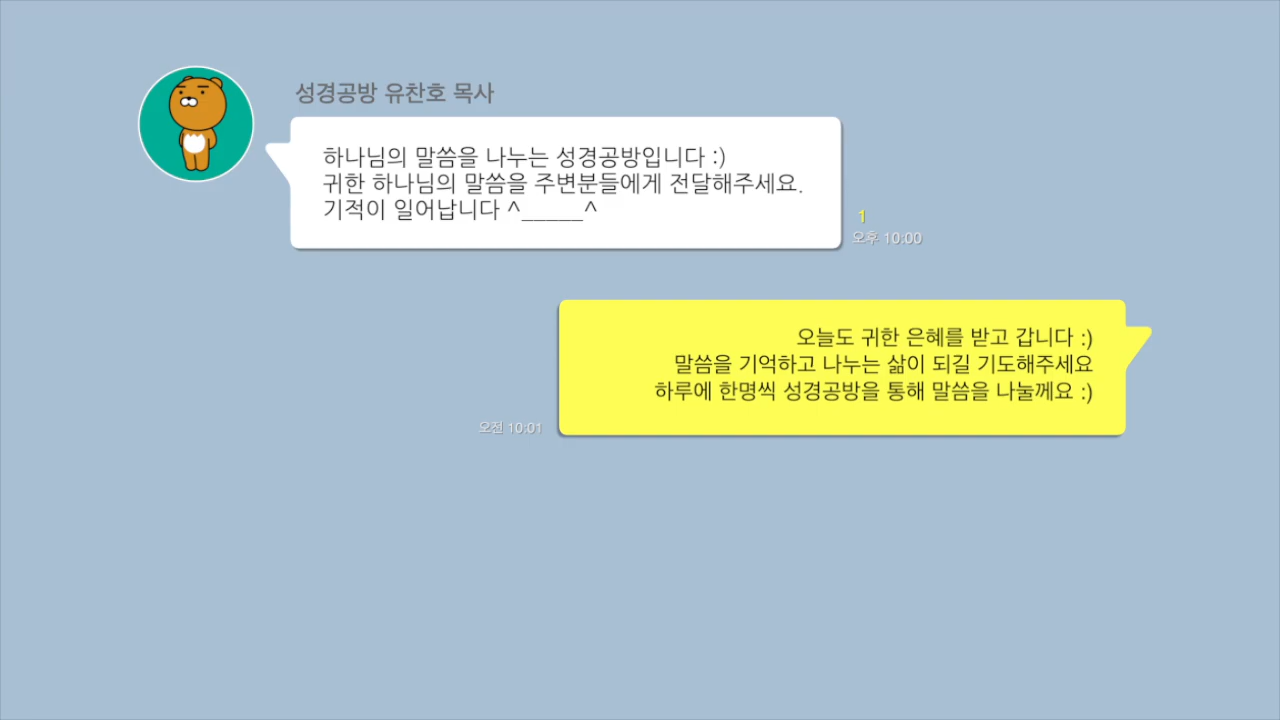 성경공방 유찬호 목사
하나님의 말씀을 나누는 성경공방입니다 :)
귀한 하나님의 말씀을 주변분들에게 전달해주세요.
기적이 일어납니다 ^_____^
1
오후 10:00
오늘도 귀한 은혜를 받고 갑니다 :)
말씀을 기억하고 나누는 삶이 되길 기도해주세요
하루에 한명씩 성경공방을 통해 말씀을 나눌께요 :)
오전 10:01